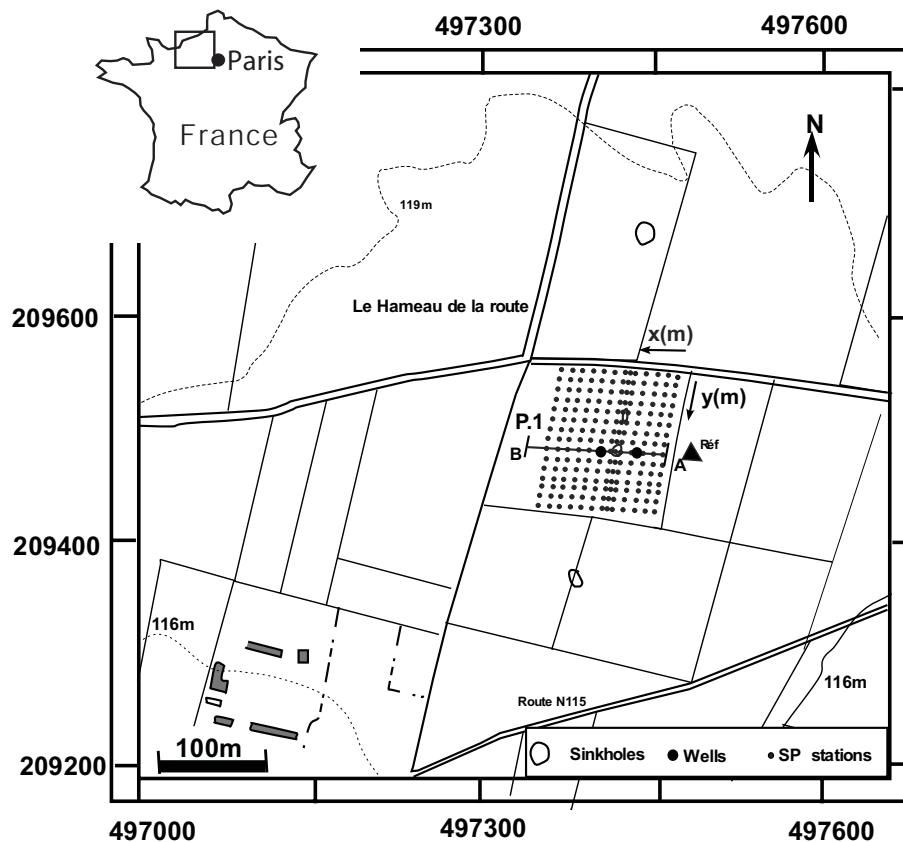 497300
497600
Paris
France
N
119m
209600
Le Hameau de la route
x(m)
y(m)
P.1
Réf
B
A
209400
116m
116m
Route N115
100m
Sinkholes Wells SP stations
209200
497000
497300
497600